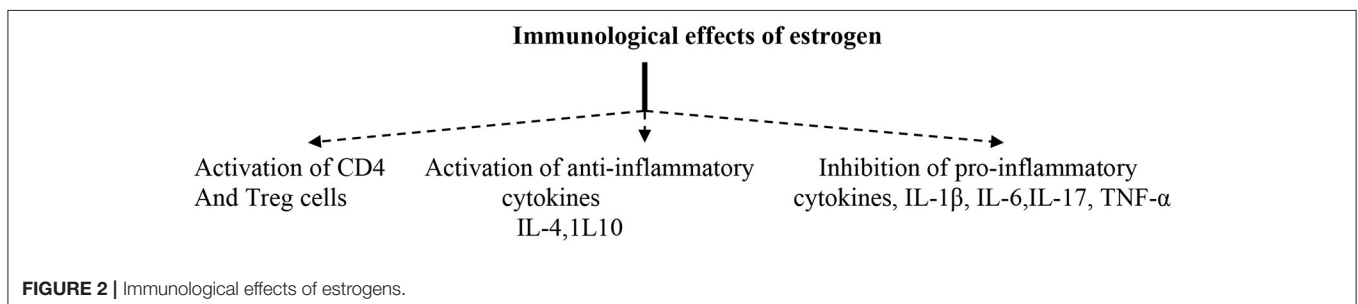 Immunological effects of estrogen
Activation of CD4
And Treg cells
Activation of anti-inflammatory
cytokines
IL-4,1L10
Inhibition of pro-inflammatory
cytokines, IL-1β, IL-6,IL-17, TNF-α
FIGURE 2 | Immunological effects of estrogens.